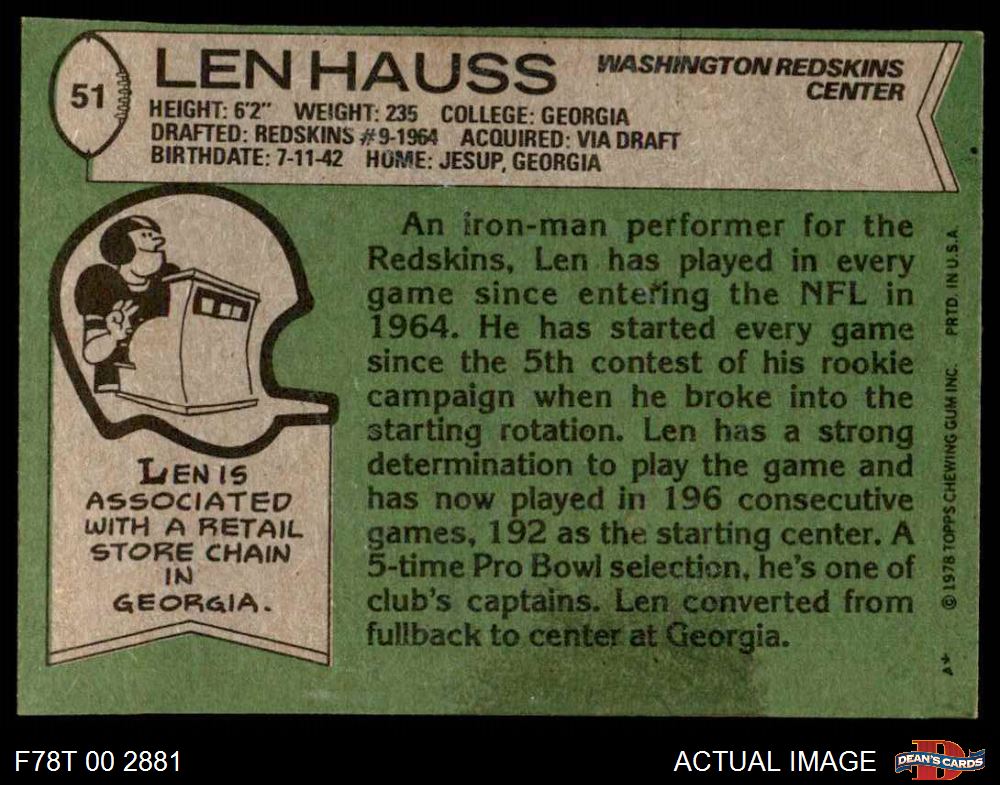 51
LEN HAUSS
WASHINGTON REDSKINS
CENTER
HEIGHT: 6'2" WEIGHT: 235 COLLEGE: GEORGIA
DRAFTED: REDSKINS #9-1964 ACQUIRED: VIA DRAFT
BIRTHDATE: 7-11-42 HOME: JESUP, GEORGIA
An iron-man performer for the
Redskins, Len has played in every
game since entering the NFL in
1964. He has started every game
since the 5th contest of his rookie
campaign when he broke into the
starting rotation. Len has a strong
determination to play the game and
has now played in 196 consecutive
games, 192 as the starting center. A
5-time Pro Bowl selection, he's one of
club's captains. Len converted from
fullback to center at Georgia.
LEN IS
ASSOCIATED
WITH A RETAIL
STORE CHAIN
IN
GEORGIA.
© 1978 TOPPS CHEWING GUM INC. PRTD. IN U.S.A.
A*
F78T 00 2881
ACTUAL IMAGE
D
DEAN'S CARDS